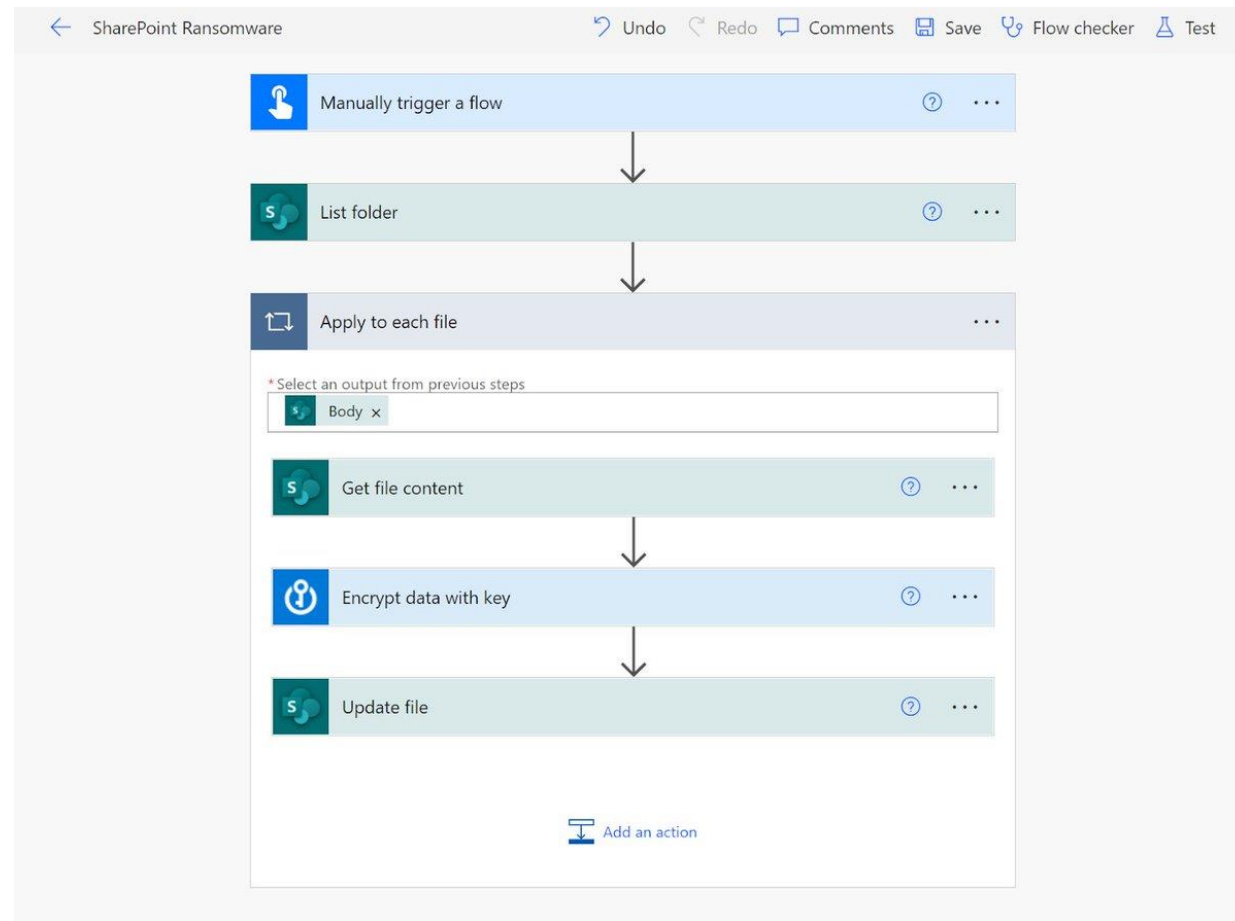 SharePoint Ransomware Undo Redo Comments Save Flow checker Test
Manually trigger a flow
List folder
Apply to each file
* Select an output from previous steps
Body ×
Get file content
Encrypt data with key
Update file
Add an action